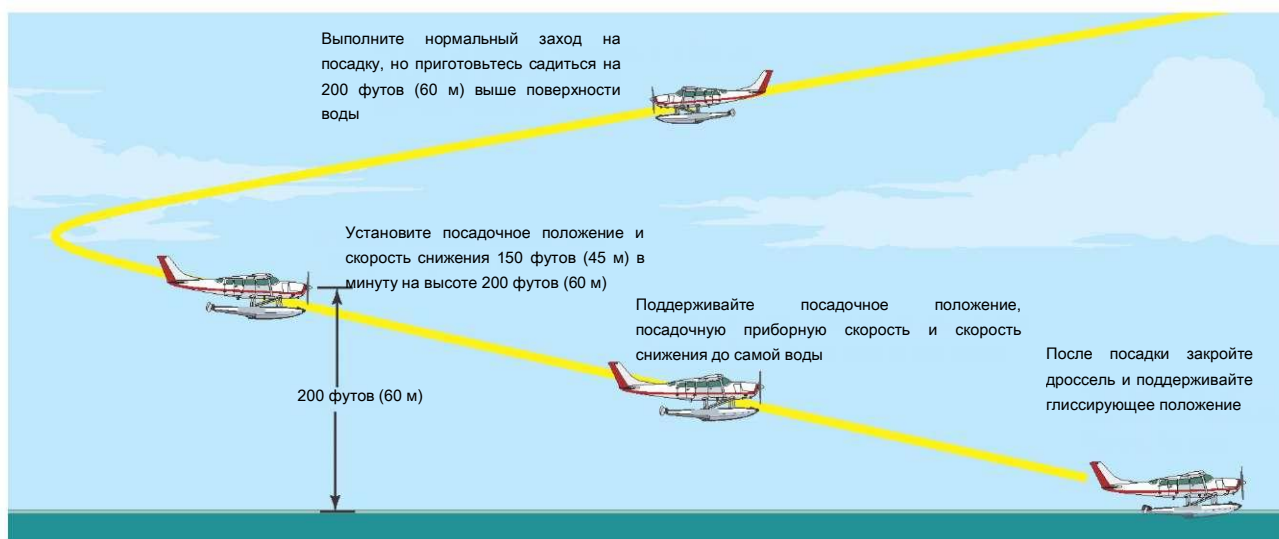 Выполните нормальный заход на
посадку, но приготовьтесь садиться на
200 футов (60 м) выше поверхности
воды
Установите посадочное положение и
скорость снижения 150 футов (45 м) в
минуту на высоте 200 футов (60 м)
Поддерживайте посадочное положение,
посадочную приборную скорость и скорость
снижения до самой воды
После посадки закройте
дроссель и поддерживайте
глиссирующее положение
200 футов (60 м)